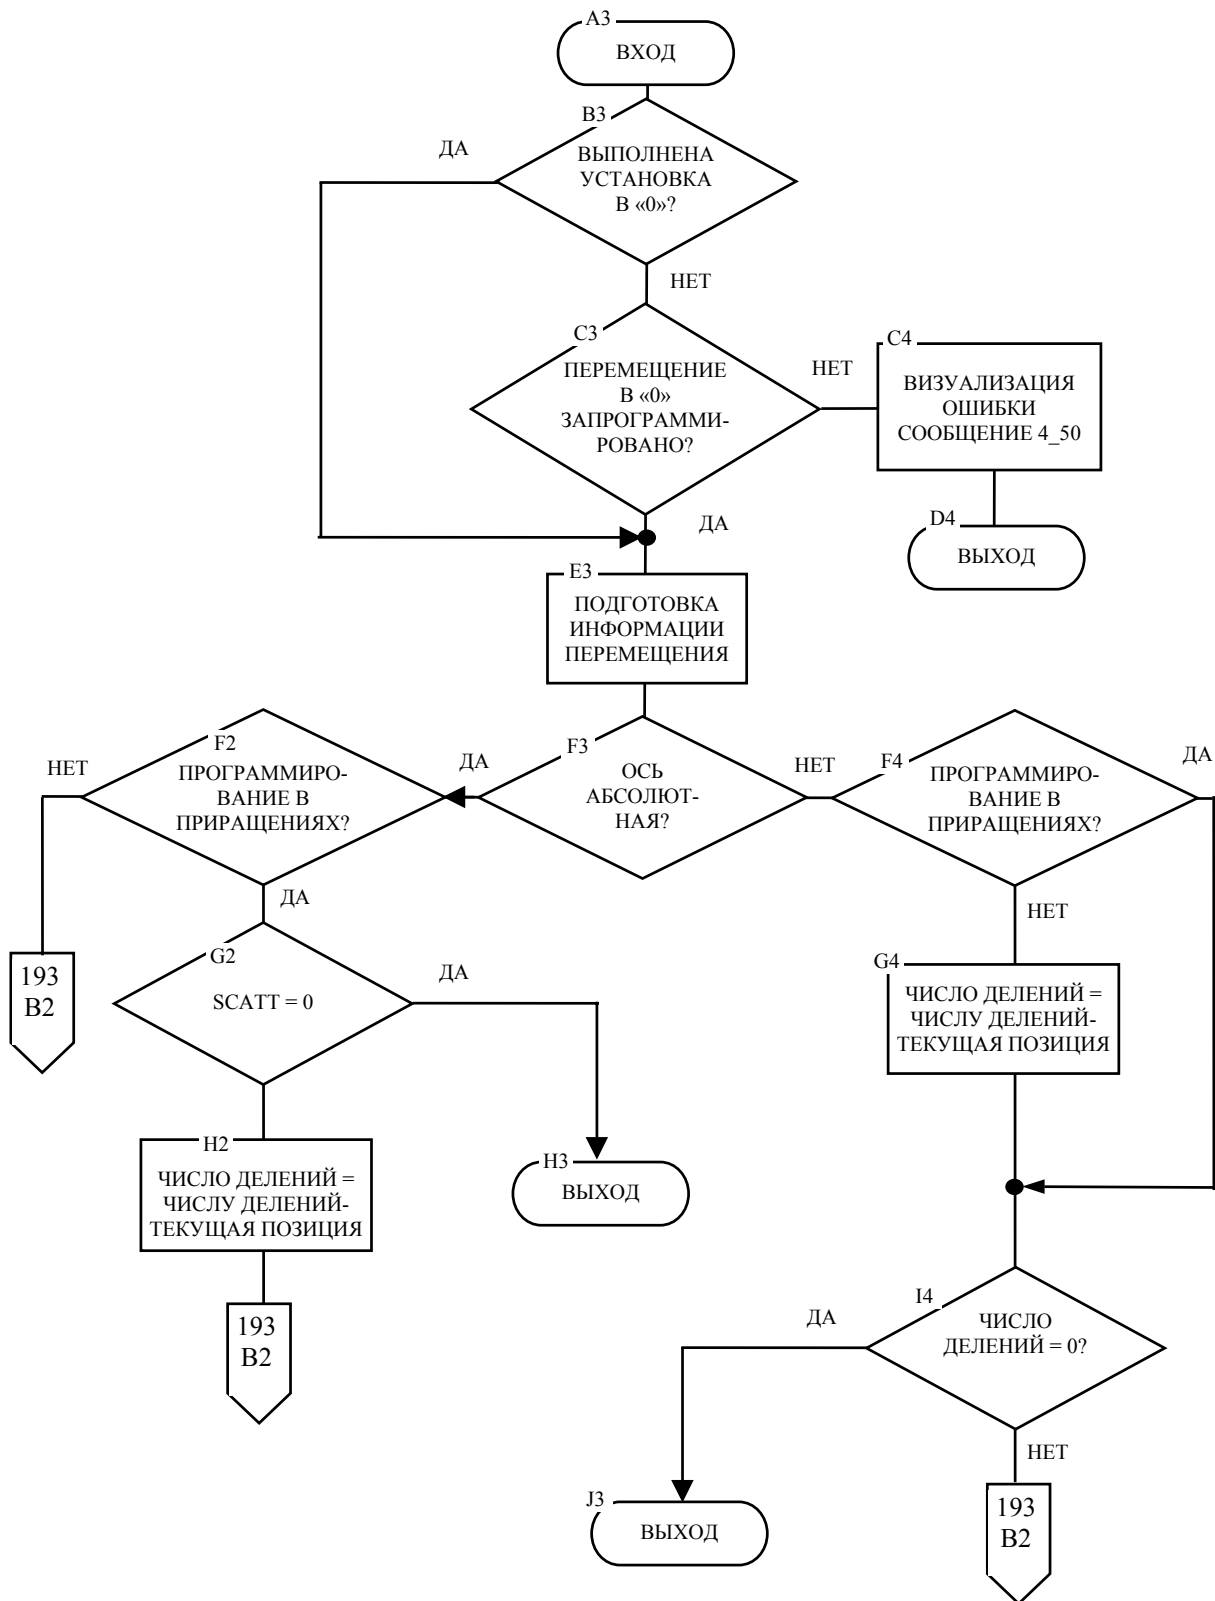 A3
ВХОД
B3
ДА
ВЫПОЛНЕНА
УСТАНОВКА
В «0»?
НЕТ
C3
ПЕРЕМЕЩЕНИЕ
В «0»
ЗАПРОГРАММИ-
РОВАНО?
НЕТ
C4
ВИЗУАЛИЗАЦИЯ
ОШИБКИ
СООБЩЕНИЕ 4_50
ДА
D4
ВЫХОД
E3
ПОДГОТОВКА
ИНФОРМАЦИИ
ПЕРЕМЕЩЕНИЯ
НЕТ
F2
ПРОГРАММИРО-
ВАНИЕ В
ПРИРАЩЕНИЯХ?
ДА
F3
ОСЬ
АБСОЛЮТ-
НАЯ?
НЕТ
F4
ПРОГРАММИРО-
ВАНИЕ В
ПРИРАЩЕНИЯХ?
ДА
ДА
НЕТ
193
B2
G2
SCATT = 0
ДА
G4
ЧИСЛО ДЕЛЕНИЙ =
ЧИСЛУ ДЕЛЕНИЙ-
ТЕКУЩАЯ ПОЗИЦИЯ
H2
ЧИСЛО ДЕЛЕНИЙ =
ЧИСЛУ ДЕЛЕНИЙ-
ТЕКУЩАЯ ПОЗИЦИЯ
H3
ВЫХОД
193
B2
ДА
I4
ЧИСЛО
ДЕЛЕНИЙ = 0?
НЕТ
J3
ВЫХОД
193
B2